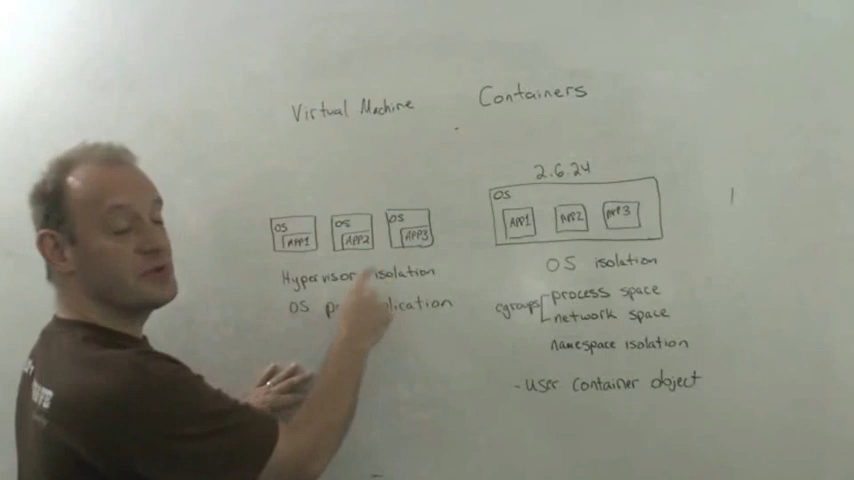 Virtual Machine
Containers
2.6.24
OS
APP1
OS
APP2
OS
APP3
OS
APP1
APP2
APP3
Hypervisor isolation
OS
OS isolation
cgroups
process space
network space
namespace isolation
- user container object